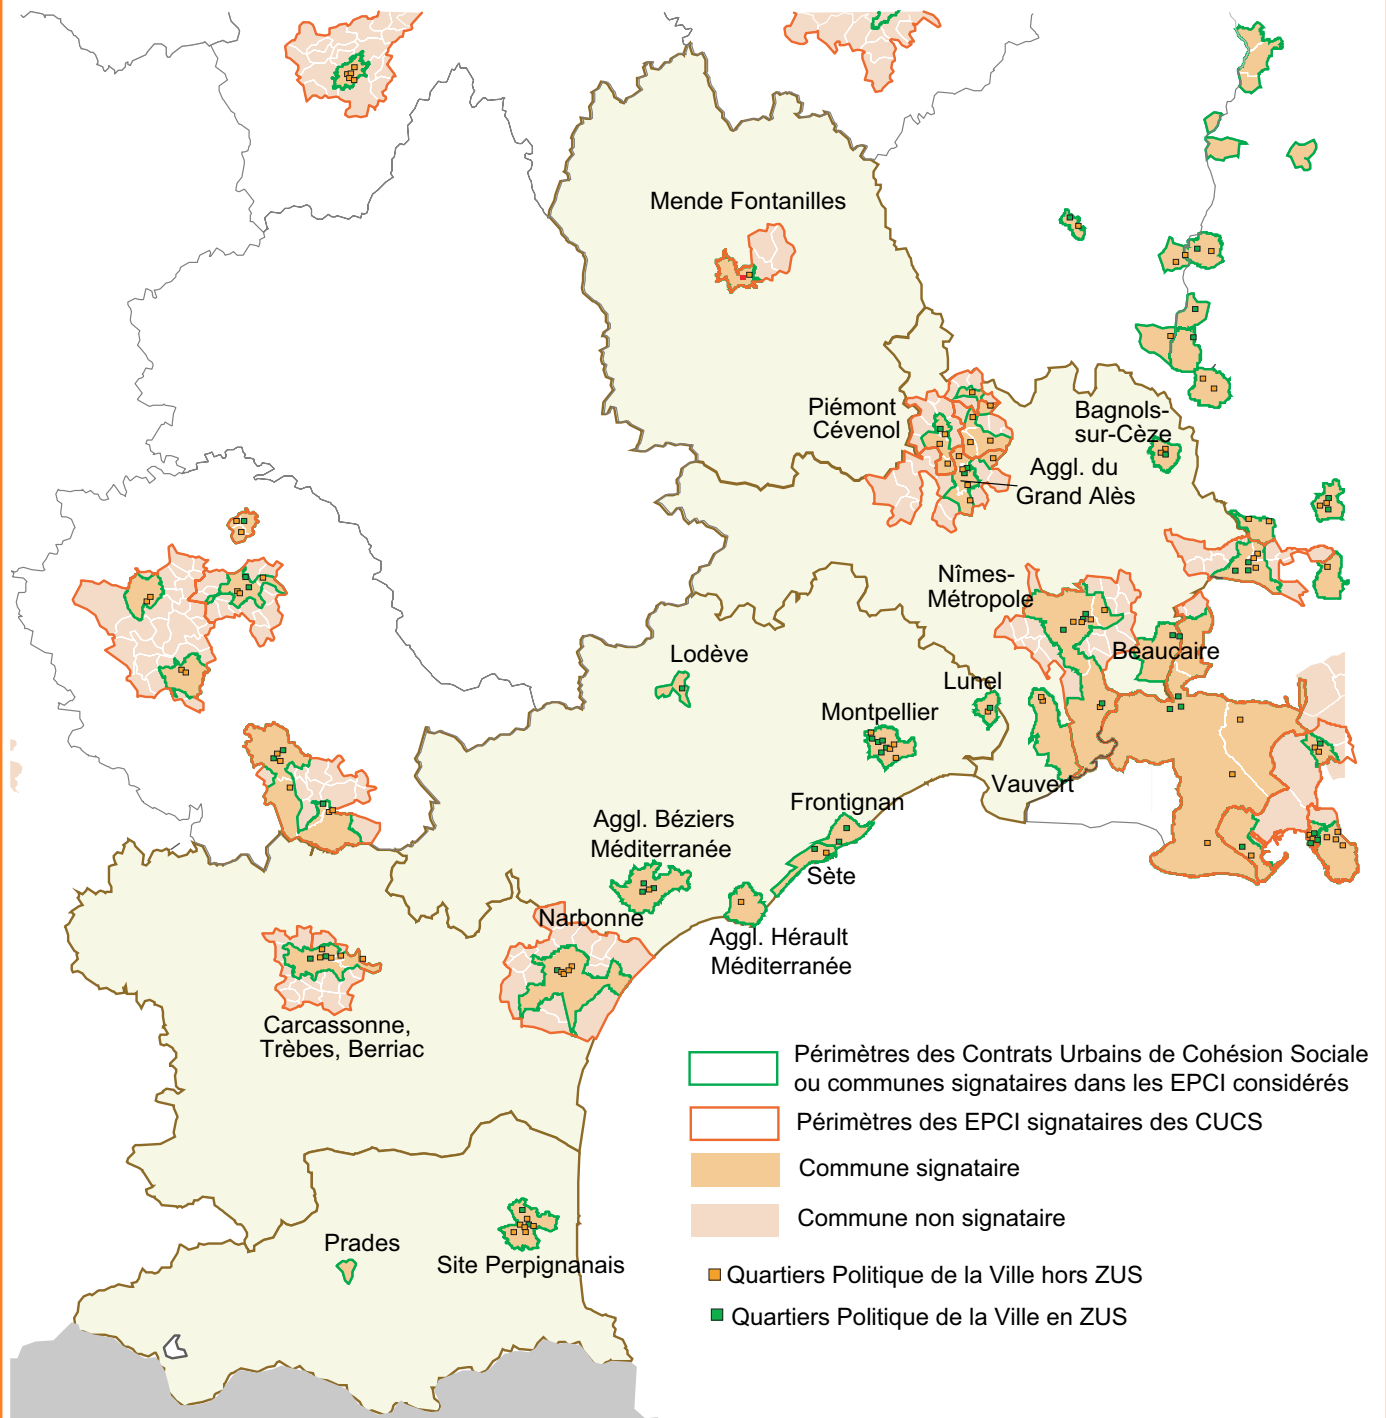 Mende Fontanilles
Piémont
Cévenol
Bagnols-
sur-Cèze
Aggl. du
Grand Alès
Nîmes-
Métropole
Beaucaire
Lodève
Lunel
Montpellier
Vauvert
Frontignan
Aggl. Béziers
Méditerranée
Sète
Narbonne
Aggl. Hérault
Méditerranée
Carcassonne,
Trèbes, Berriac
Prades
Site Perpignanais
Périmètres des Contrats Urbains de Cohésion Sociale
ou communes signataires dans les EPCI considérés
Périmètres des EPCI signataires des CUCS
Commune signataire
Commune non signataire
Quartiers Politique de la Ville hors ZUS
Quartiers Politique de la Ville en ZUS